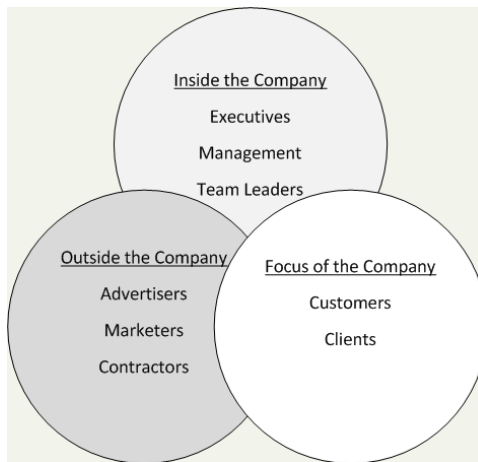 Inside the Company
Executives
Management
Team Leaders
Outside the Company
Advertisers
Marketers
Contractors
Focus of the Company
Customers
Clients